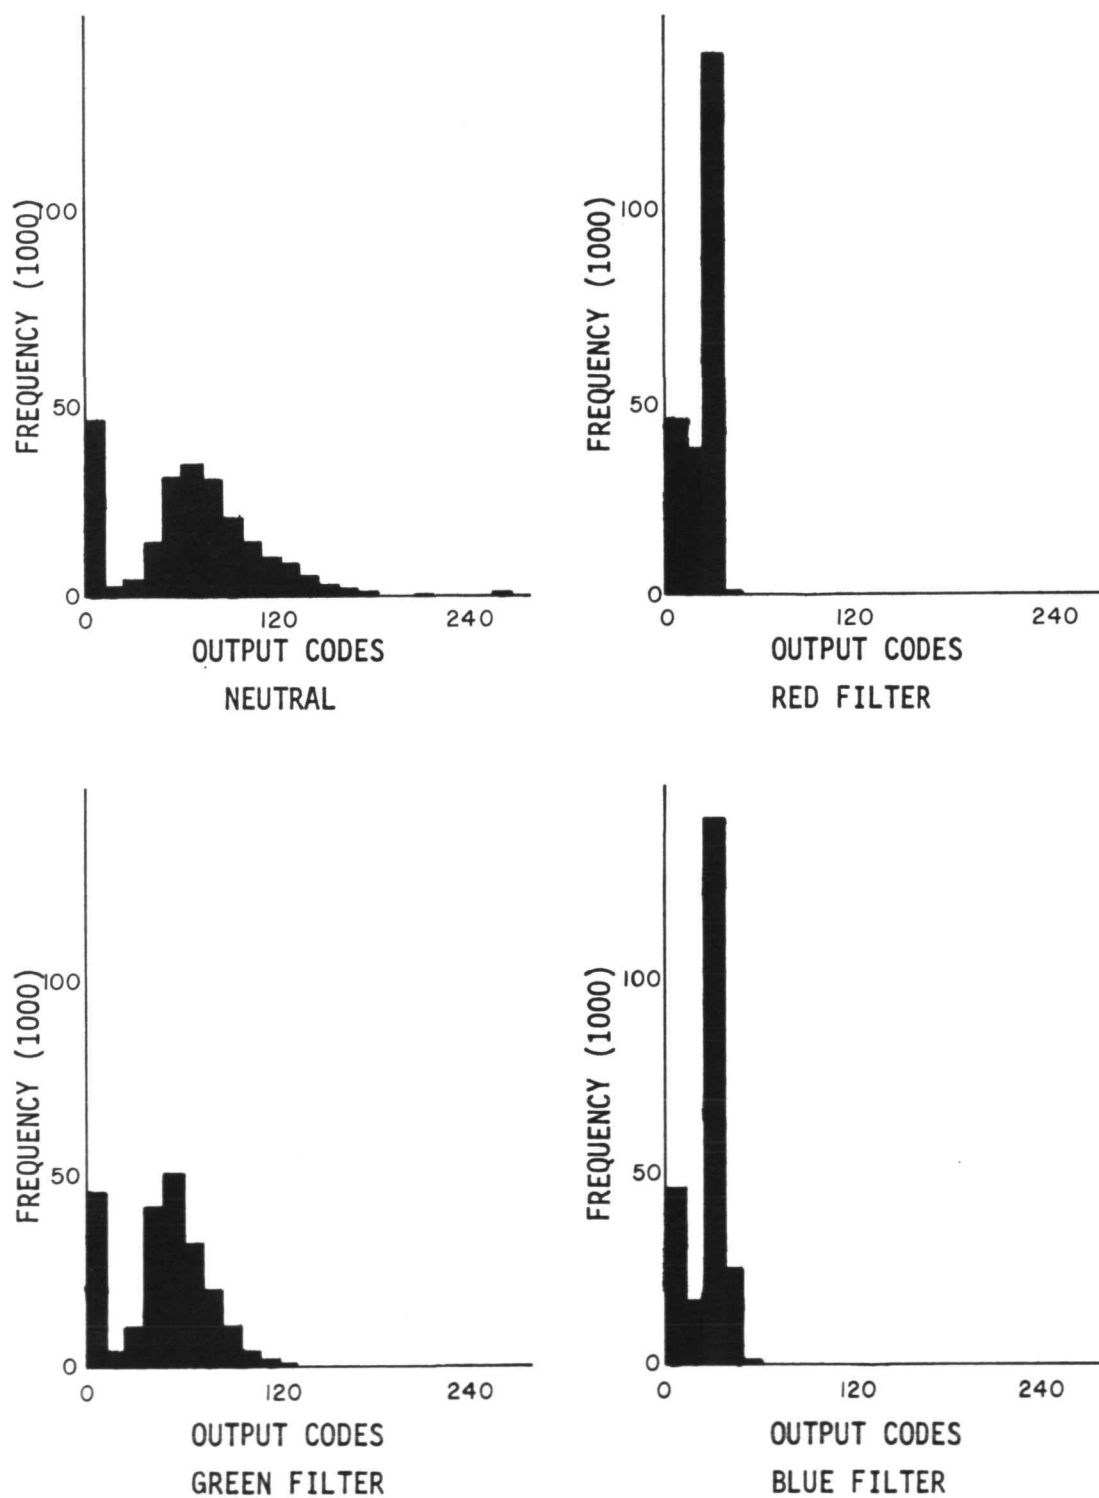 FREQUENCY (1000)
100
50
0
0 120 240
OUTPUT CODES
NEUTRAL
FREQUENCY (1000)
100
50
0
0 120 240
OUTPUT CODES
RED FILTER
FREQUENCY (1000)
100
50
0
0 120 240
OUTPUT CODES
GREEN FILTER
FREQUENCY (1000)
100
50
0
0 120 240
OUTPUT CODES
BLUE FILTER